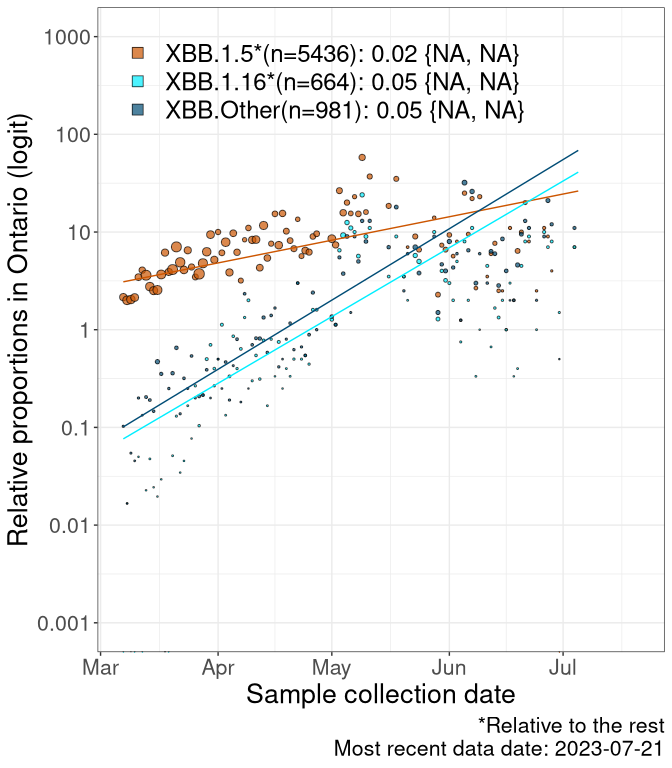 1000
100
10
1
0.1
0.01
0.001
Relative proportions in Ontario (logit)
XBB.1.5*(n=5436): 0.02 {NA, NA}
XBB.1.16*(n=664): 0.05 {NA, NA}
XBB.Other(n=981): 0.05 {NA, NA}
Mar Apr May Jun Jul
Sample collection date
*Relative to the rest
Most recent data date: 2023-07-21